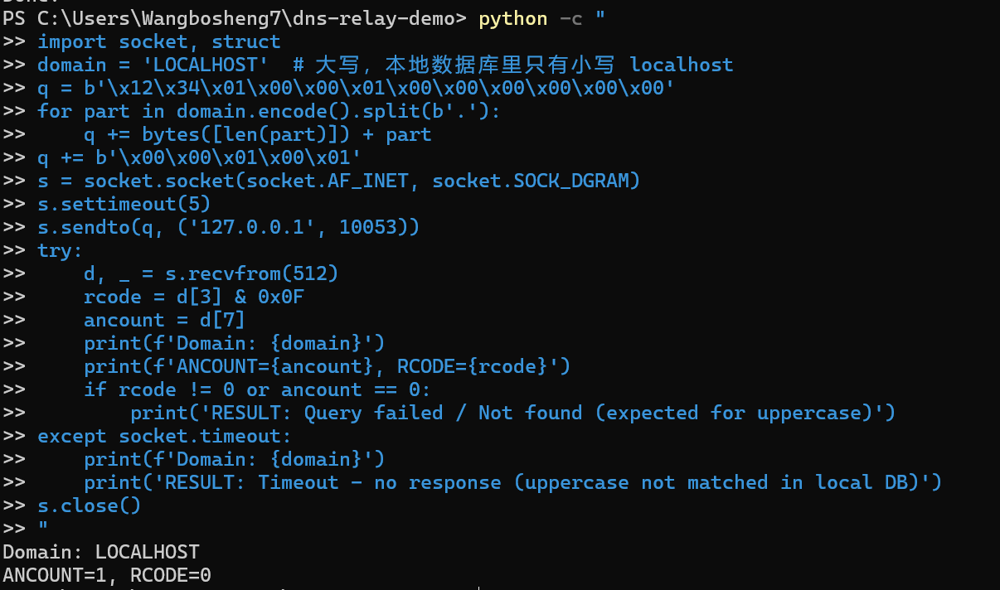 PS C:\Users\Wangbosheng7\dns-relay-demo> python -c "
>> import socket, struct
>> domain = 'LOCALHOST'  # 大写，本地数据库里只有小写 localhost
>> q = b'\x12\x34\x01\x00\x00\x01\x00\x00\x00\x00\x00\x00'
>> for part in domain.encode().split(b'.'):
>>     q += bytes([len(part)]) + part
>> q += b'\x00\x00\x01\x00\x01'
>> s = socket.socket(socket.AF_INET, socket.SOCK_DGRAM)
>> s.settimeout(5)
>> s.sendto(q, ('127.0.0.1', 10053))
>> try:
>>     d, _ = s.recvfrom(512)
>>     rcode = d[3] & 0x0F
>>     ancount = d[7]
>>     print(f'Domain: {domain}')
>>     print(f'ANCOUNT={ancount}, RCODE={rcode}')
>>     if rcode != 0 or ancount == 0:
>>         print('RESULT: Query failed / Not found (expected for uppercase)')
>> except socket.timeout:
>>     print(f'Domain: {domain}')
>>     print('RESULT: Timeout - no response (uppercase not matched in local DB)')
>> s.close()
>> "
Domain: LOCALHOST
ANCOUNT=1, RCODE=0